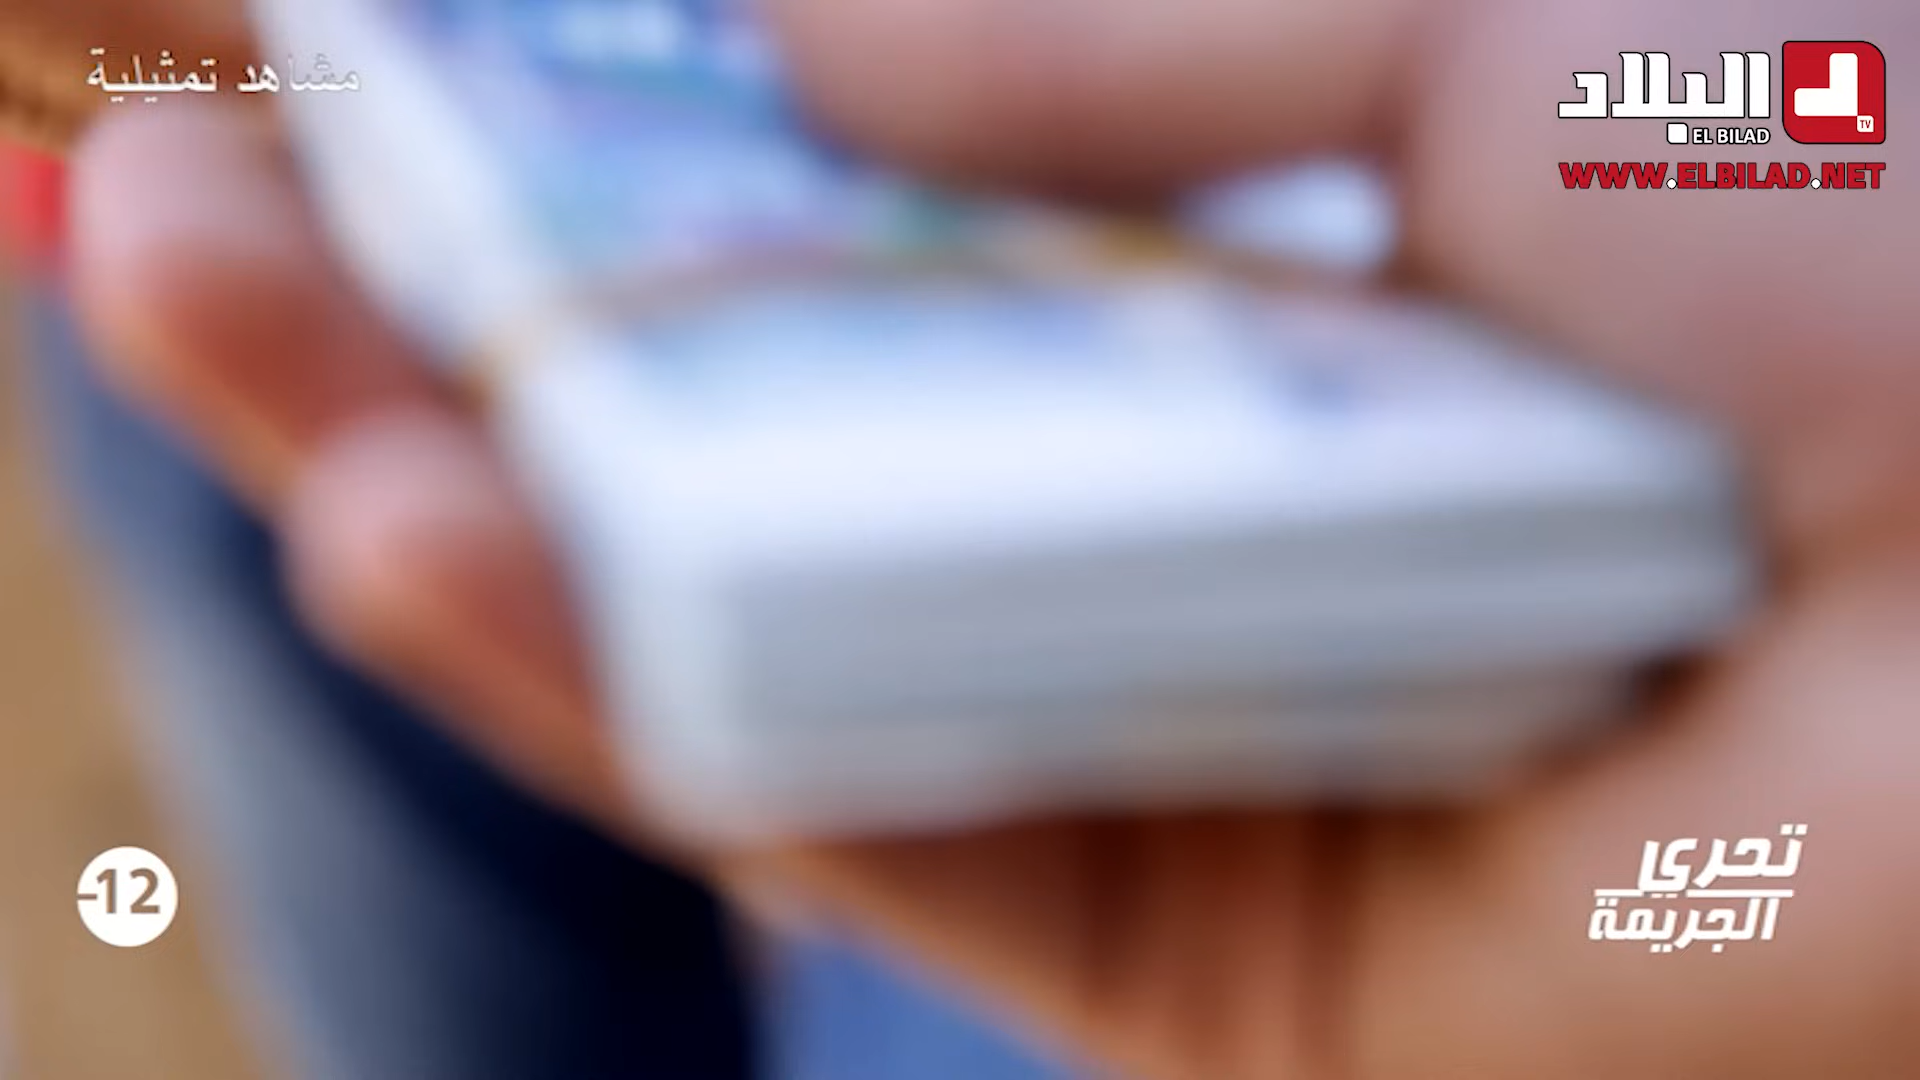 مشاهد تمثيلية
البلاد
EL BILAD
TV
WWW.ELBILAD.NET
-12
تحري
الجريمة